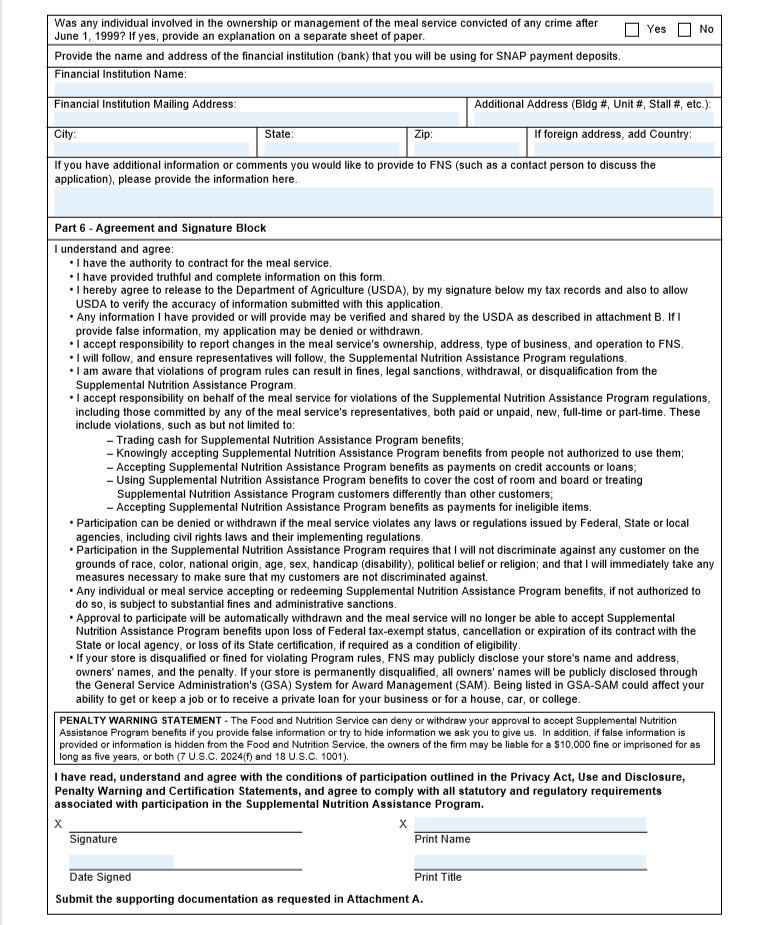 Was any individual involved in the ownership or management of the meal service convicted of any crime after
June 1, 1999? If yes, provide an explanation on a separate sheet of paper.
Yes No
Provide the name and address of the financial institution (bank) that you will be using for SNAP payment deposits.
Financial Institution Name:
Financial Institution Mailing Address: Additional Address (Bldg #, Unit #, Stall #, etc.):
City: State: Zip: If foreign address, add Country:
If you have additional information or comments you would like to provide to FNS (such as a contact person to discuss the
application), please provide the information here.
Part 6 - Agreement and Signature Block
I understand and agree:
• I have the authority to contract for the meal service.
• I have provided truthful and complete information on this form.
• I hereby agree to release to the Department of Agriculture (USDA), by my signature below my tax records and also to allow
USDA to verify the accuracy of information submitted with this application.
• Any information I have provided or will provide may be verified and shared by the USDA as described in attachment B. If I
provide false information, my application may be denied or withdrawn.
• I accept responsibility to report changes in the meal service's ownership, address, type of business, and operation to FNS.
• I will follow, and ensure representatives will follow, the Supplemental Nutrition Assistance Program regulations.
• I am aware that violations of program rules can result in fines, legal sanctions, withdrawal, or disqualification from the
Supplemental Nutrition Assistance Program.
• I accept responsibility on behalf of the meal service for violations of the Supplemental Nutrition Assistance Program regulations,
including those committed by any of the meal service's representatives, both paid or unpaid, new, full-time or part-time. These
include violations, such as but not limited to:
– Trading cash for Supplemental Nutrition Assistance Program benefits;
– Knowingly accepting Supplemental Nutrition Assistance Program benefits from people not authorized to use them;
– Accepting Supplemental Nutrition Assistance Program benefits as payments on credit accounts or loans;
– Using Supplemental Nutrition Assistance Program benefits to cover the cost of room and board or treating
Supplemental Nutrition Assistance Program customers differently than other customers;
– Accepting Supplemental Nutrition Assistance Program benefits as payments for ineligible items.
• Participation can be denied or withdrawn if the meal service violates any laws or regulations issued by Federal, State or local
agencies, including civil rights laws and their implementing regulations.
• Participation in the Supplemental Nutrition Assistance Program requires that I will not discriminate against any customer on the
grounds of race, color, national origin, age, sex, handicap (disability), political belief or religion; and that I will immediately take any
measures necessary to make sure that my customers are not discriminated against.
• Any individual or meal service accepting or redeeming Supplemental Nutrition Assistance Program benefits, if not authorized to
do so, is subject to substantial fines and administrative sanctions.
• Approval to participate will be automatically withdrawn and the meal service will no longer be able to accept Supplemental
Nutrition Assistance Program benefits upon loss of Federal tax-exempt status, cancellation or expiration of its contract with the
State or local agency, or loss of its State certification, if required as a condition of eligibility.
• If your store is disqualified or fined for violating Program rules, FNS may publicly disclose your store's name and address,
owners' names, and the penalty. If your store is permanently disqualified, all owners' names will be publicly disclosed through
the General Service Administration's (GSA) System for Award Management (SAM). Being listed in GSA-SAM could affect your
ability to get or keep a job or to receive a private loan for your business or for a house, car, or college.
PENALTY WARNING STATEMENT - The Food and Nutrition Service can deny or withdraw your approval to accept Supplemental Nutrition
Assistance Program benefits if you provide false information or try to hide information we ask you to give us. In addition, if false information is
provided or information is hidden from the Food and Nutrition Service, the owners of the firm may be liable for a $10,000 fine or imprisoned for as
long as five years, or both (7 U.S.C. 2024(f) and 18 U.S.C. 1001).
I have read, understand and agree with the conditions of participation outlined in the Privacy Act, Use and Disclosure,
Penalty Warning and Certification Statements, and agree to comply with all statutory and regulatory requirements
associated with participation in the Supplemental Nutrition Assistance Program.
X X
Signature Print Name
Date Signed Print Title
Submit the supporting documentation as requested in Attachment A.